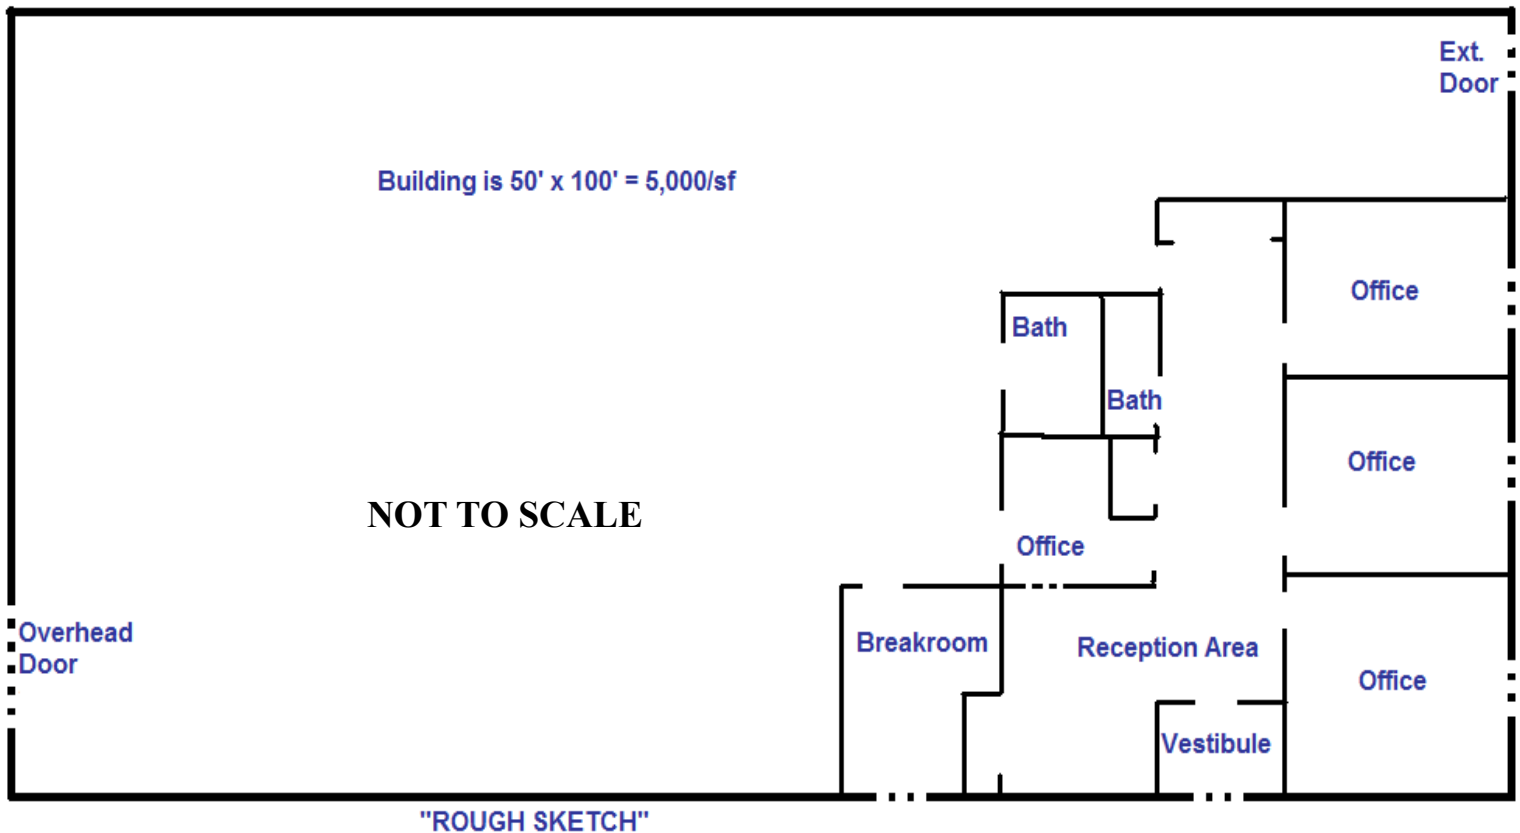 Ext.
Door
Building is 50' x 100' = 5,000/sf
Office
Bath
Bath
Office
NOT TO SCALE
Office
Overhead
Door
Breakroom
Reception Area
Office
Vestibule
"ROUGH SKETCH"